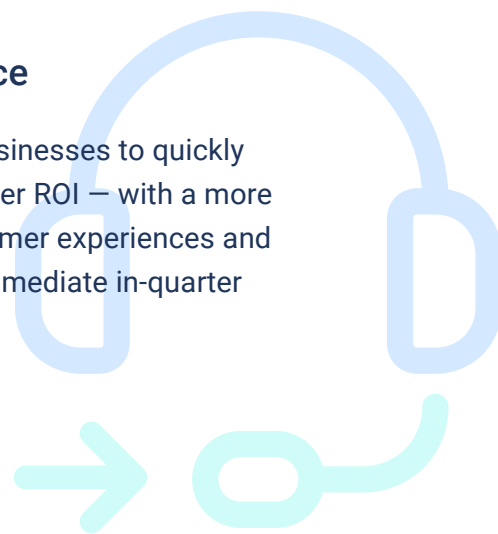 ce
sinesses to quickly
er ROI — with a more
mer experiences and
mediate in-quarter